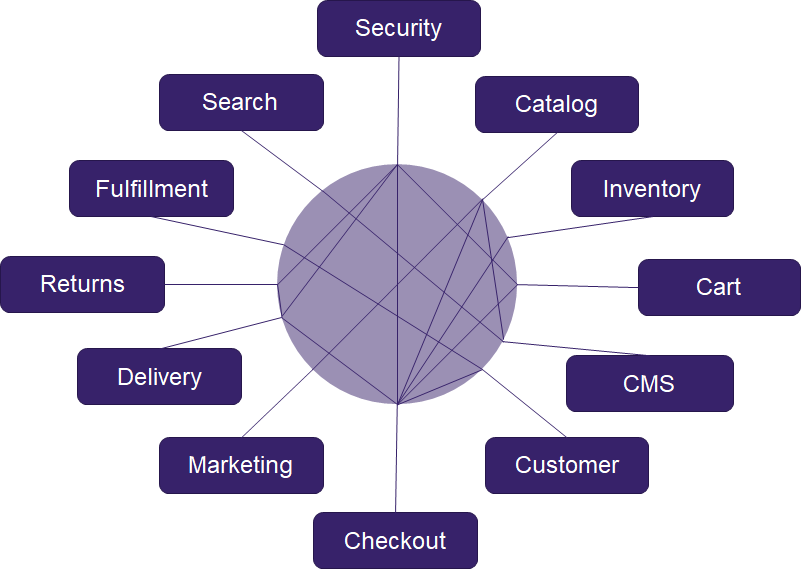 Security
Search
Catalog
Fulfillment
Inventory
Returns
Cart
Delivery
CMS
Marketing
Customer
Checkout